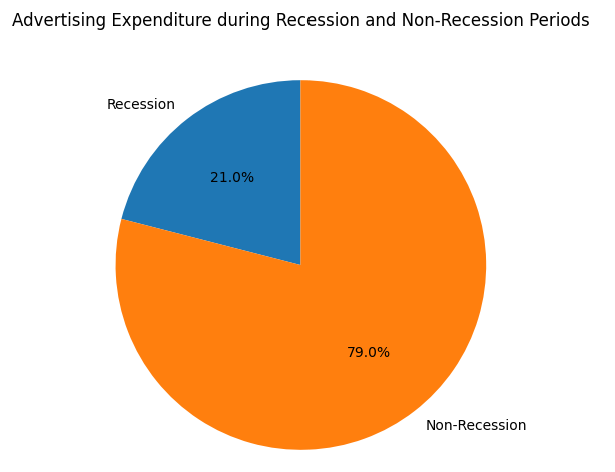 Advertising Expenditure during Recession and Non-Recession Periods
Recession
21.0%
79.0%
Non-Recession